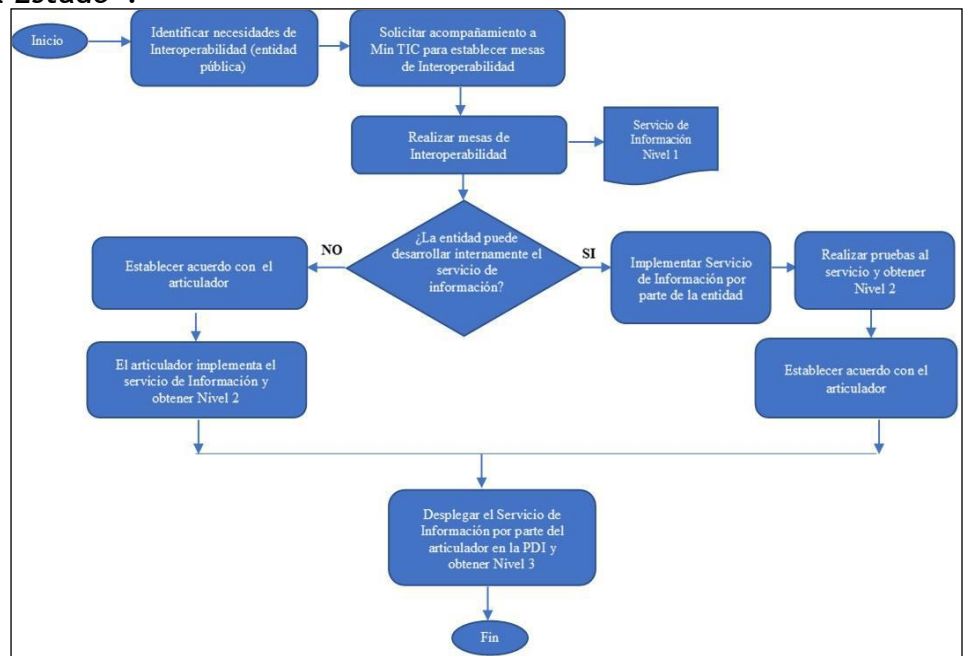 Estado".
Inicio
Identificar necesidades de
Interoperabilidad (entidad
pública)
Solicitar acompañamiento a
Min TIC para establecer mesas
de Interoperabilidad
Realizar mesas de
Interoperabilidad
Servicio de
Información
Nivel 1
¿La entidad puede
desarrollar internamente el
servicio de
información?
NO
SI
Establecer acuerdo con el
articulador
Implementar Servicio
de Información por
parte de la entidad
Realizar pruebas al
servicio y obtener
Nivel 2
El articulador implementa el
servicio de Información y
obtener Nivel 2
Establecer acuerdo con el
articulador
Desplegar el Servicio de
Información por parte del
articulador en la PDI y
obtener Nivel 3
Fin